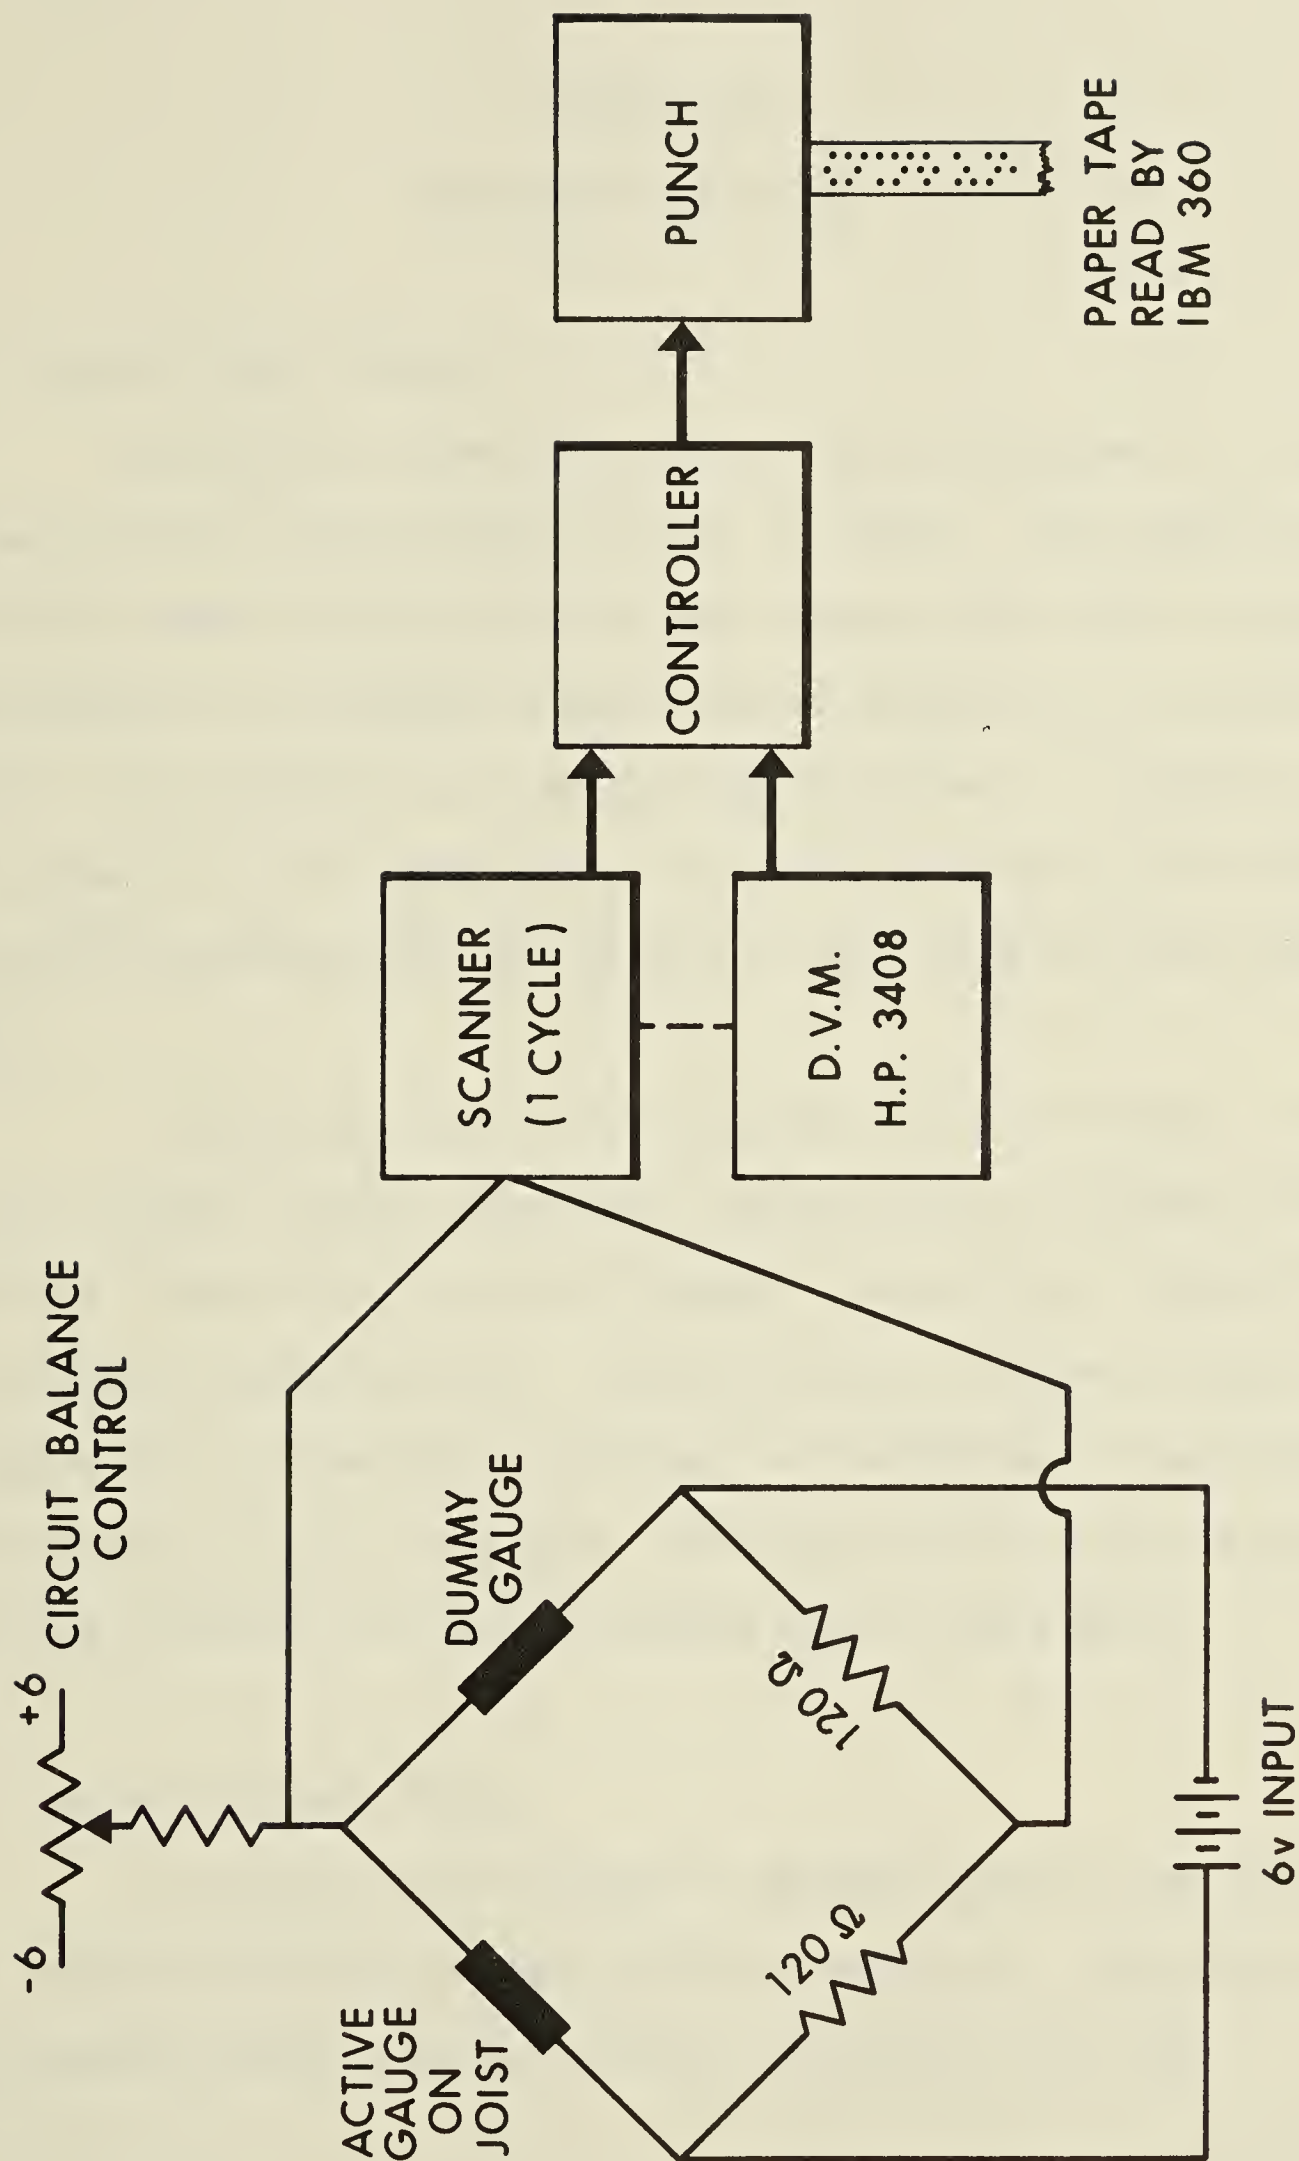 -6
+6
CIRCUIT BALANCE
CONTROL
ACTIVE
GAUGE
ON
JOIST
DUMMY
GAUGE
120 Ω
120 Ω
6v INPUT
SCANNER
(1 CYCLE)
D.V.M.
H.P. 3408
CONTROLLER
PUNCH
PAPER TAPE
READ BY
IBM 360